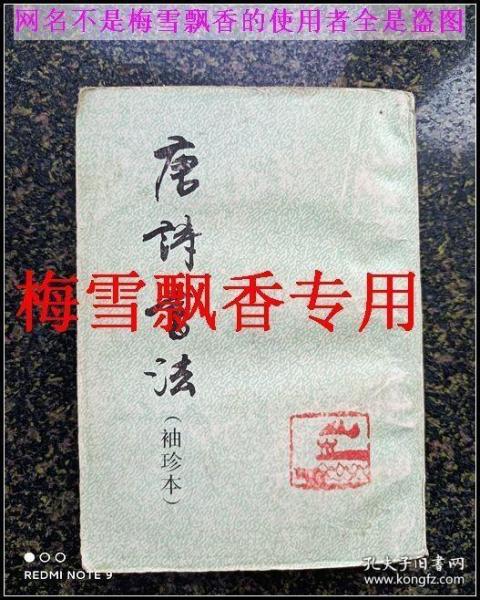 网名不是梅雪飘香的使用者全是盗图
唐诗书法
(袖珍本)
梅雪飘香专用
REDMI NOTE 9
孔夫子旧书网
www.kongfz.com